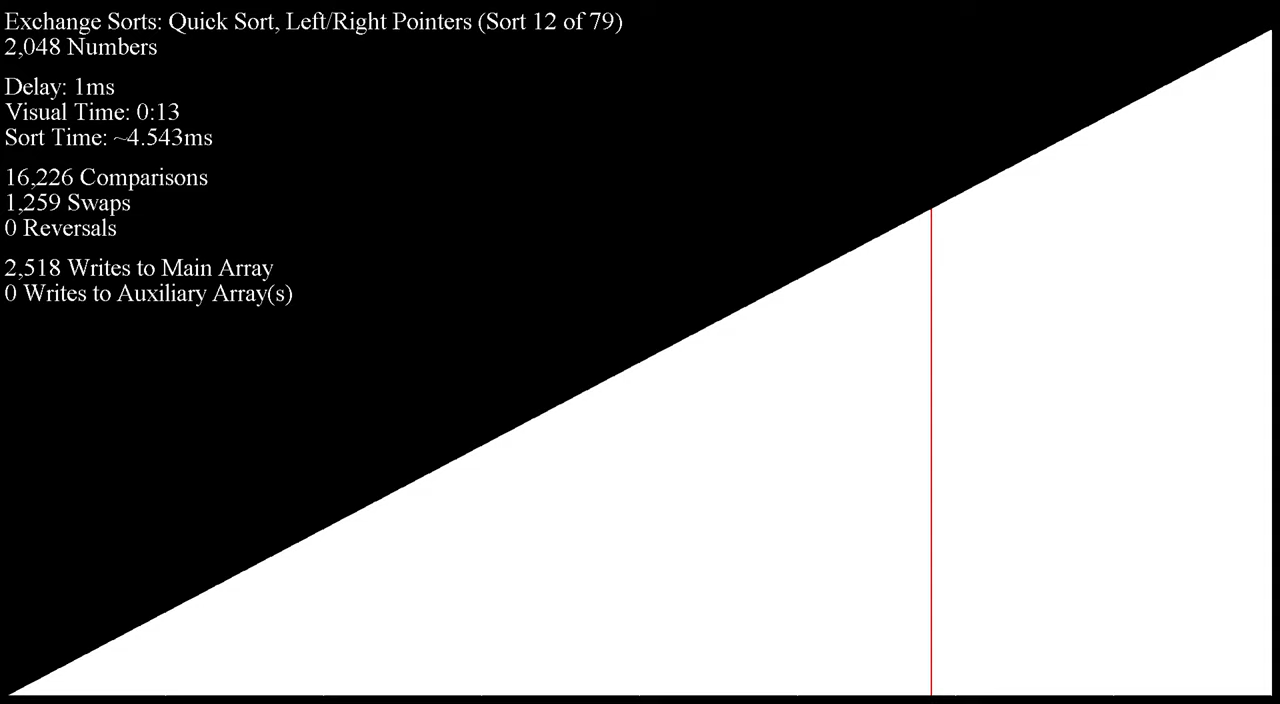 Exchange Sorts: Quick Sort, Left/Right Pointers (Sort 12 of 79)
2,048 Numbers
Delay: 1ms
Visual Time: 0:13
Sort Time: ~4.543ms
16,226 Comparisons
1,259 Swaps
0 Reversals
2,518 Writes to Main Array
0 Writes to Auxiliary Array(s)